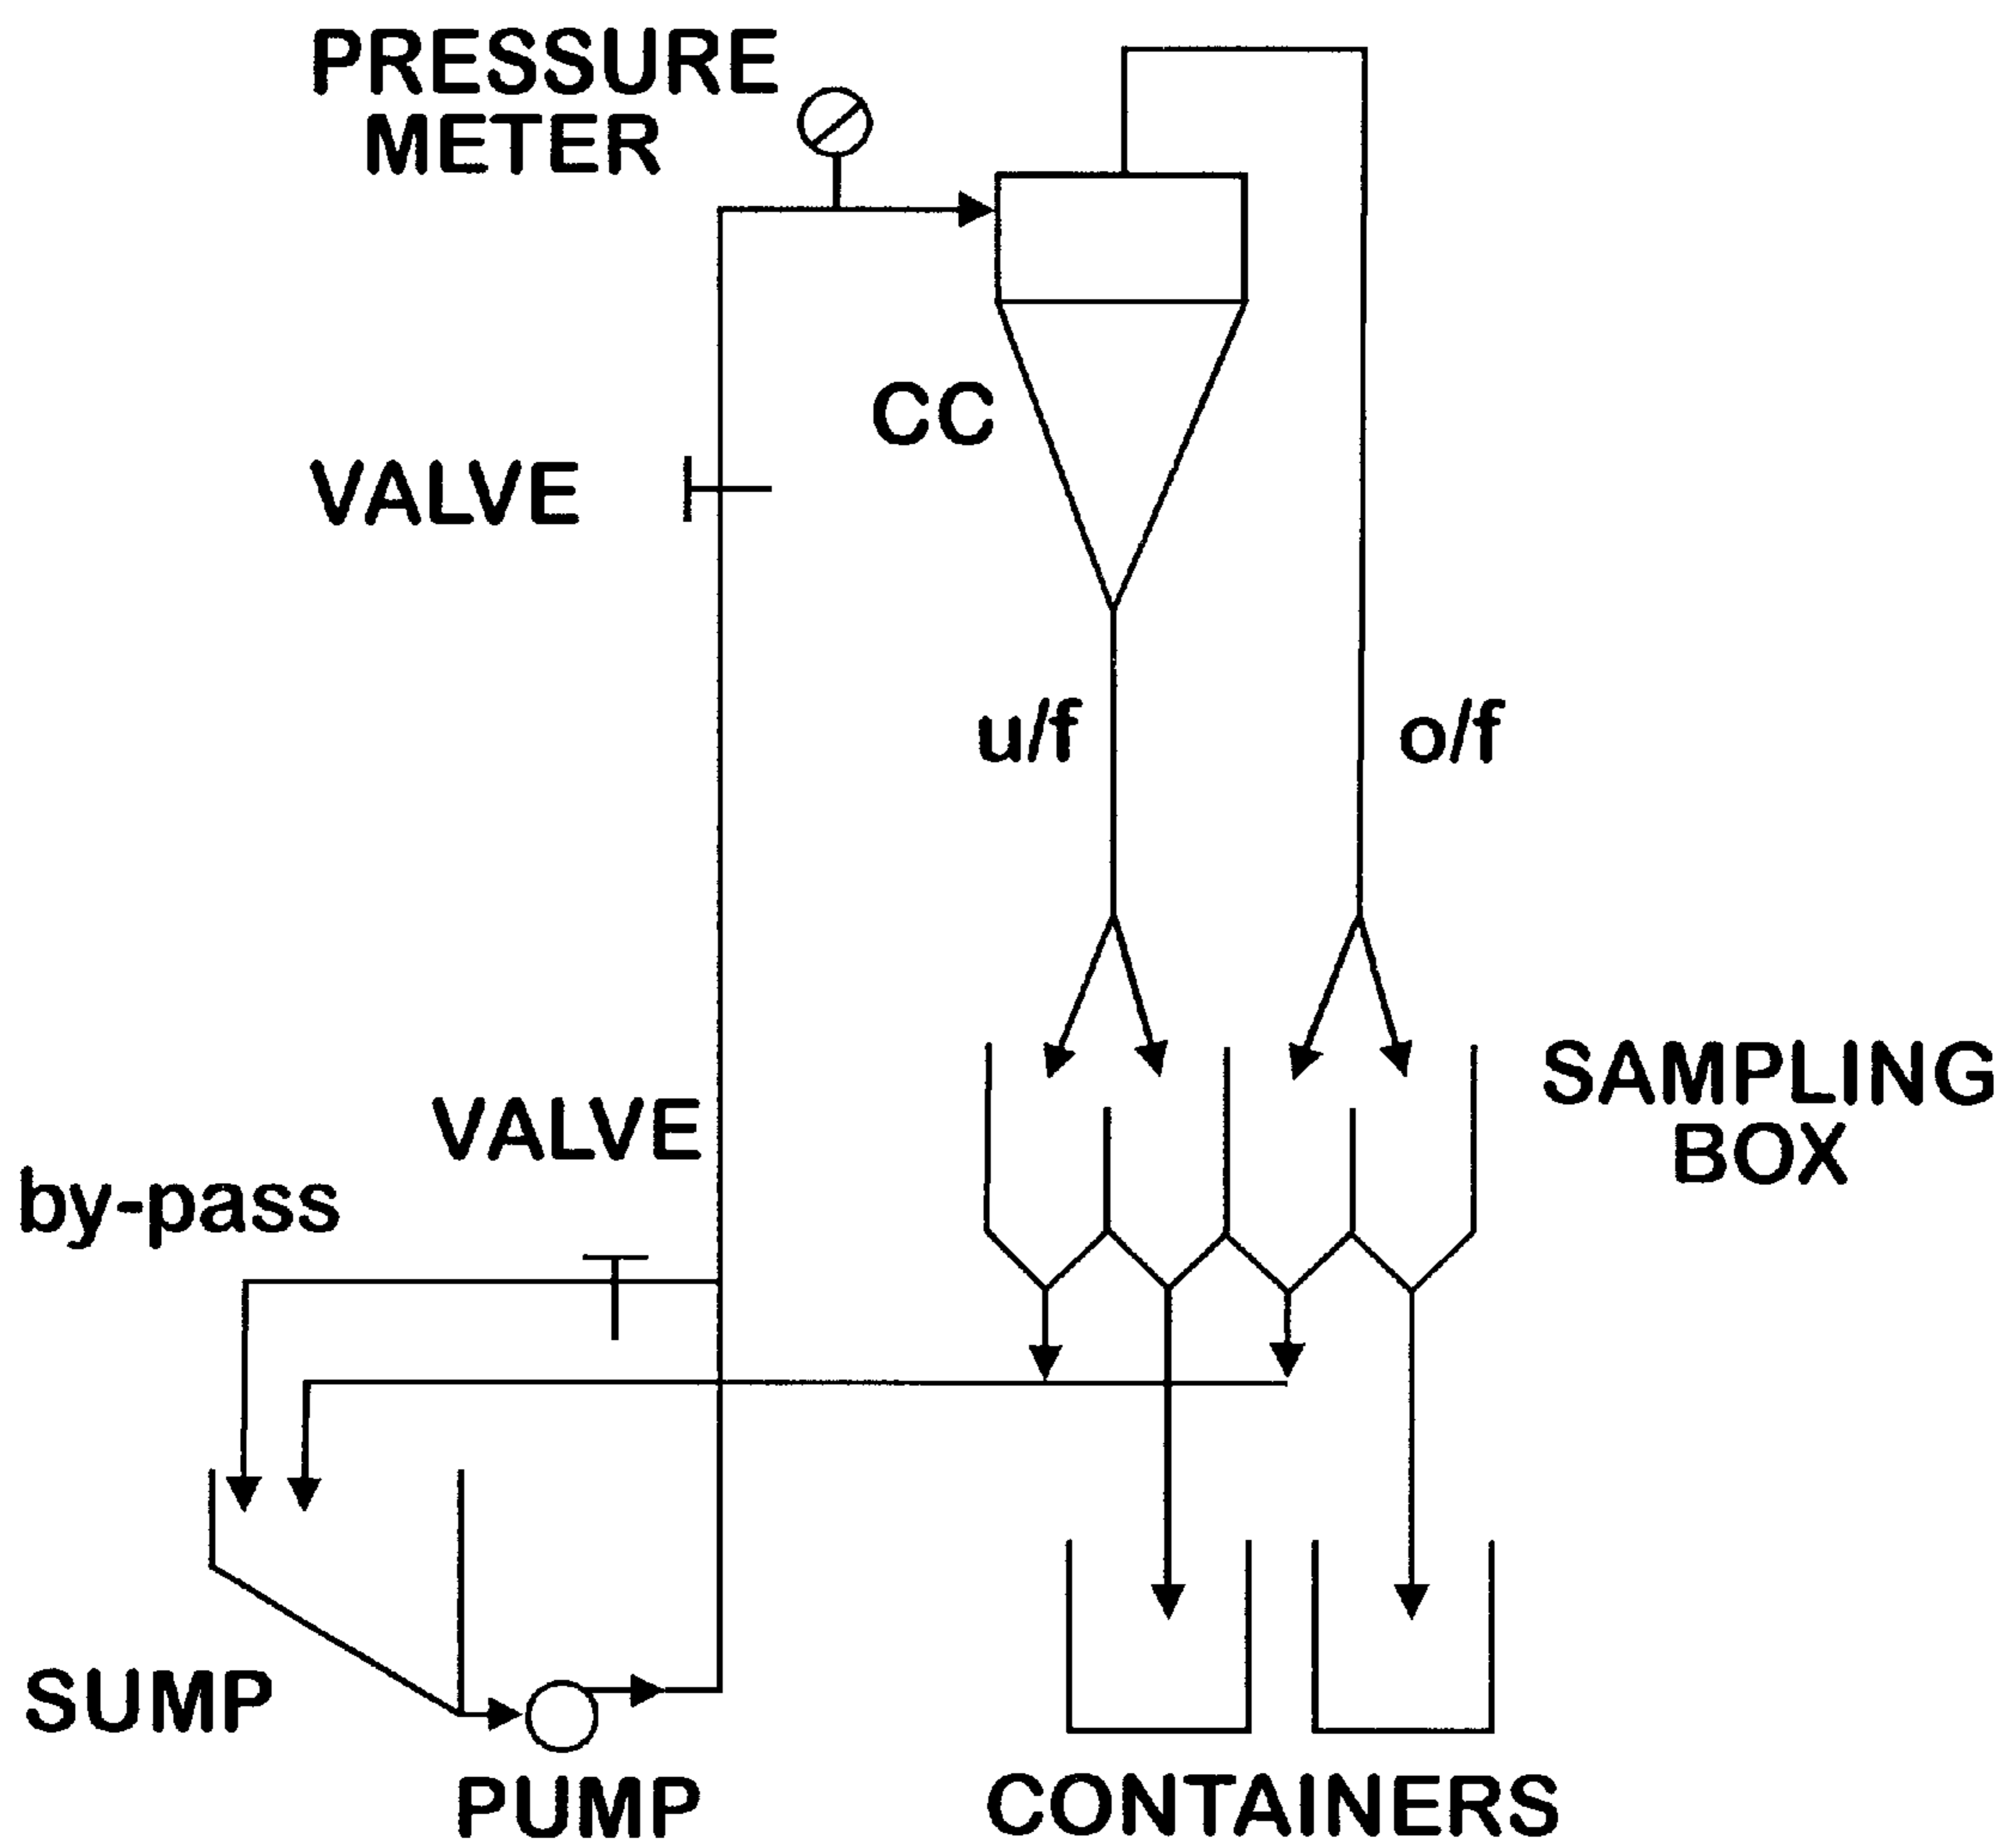 PRESSURE
METER
CC
VALVE
u/f
o/f
SAMPLING
BOX
VALVE
by-pass
SUMP
PUMP
CONTAINERS